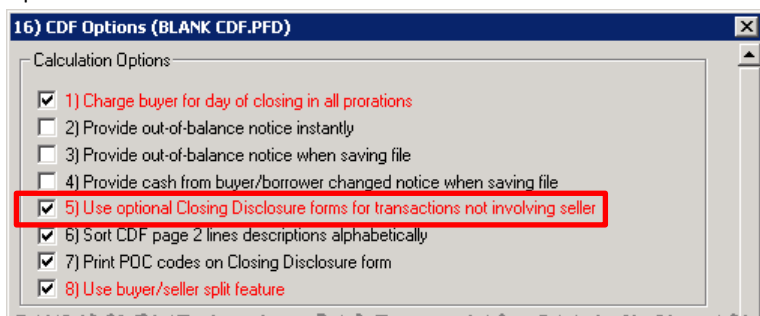 16) CDF Options (BLANK CDF.PFD)
Calculation Options
1) Charge buyer for day of closing in all prorations
2) Provide out-of-balance notice instantly
3) Provide out-of-balance notice when saving file
4) Provide cash from buyer/borrower changed notice when saving file
5) Use optional Closing Disclosure forms for transactions not involving seller
6) Sort CDF page 2 lines descriptions alphabetically
7) Print POC codes on Closing Disclosure form
8) Use buyer/seller split feature